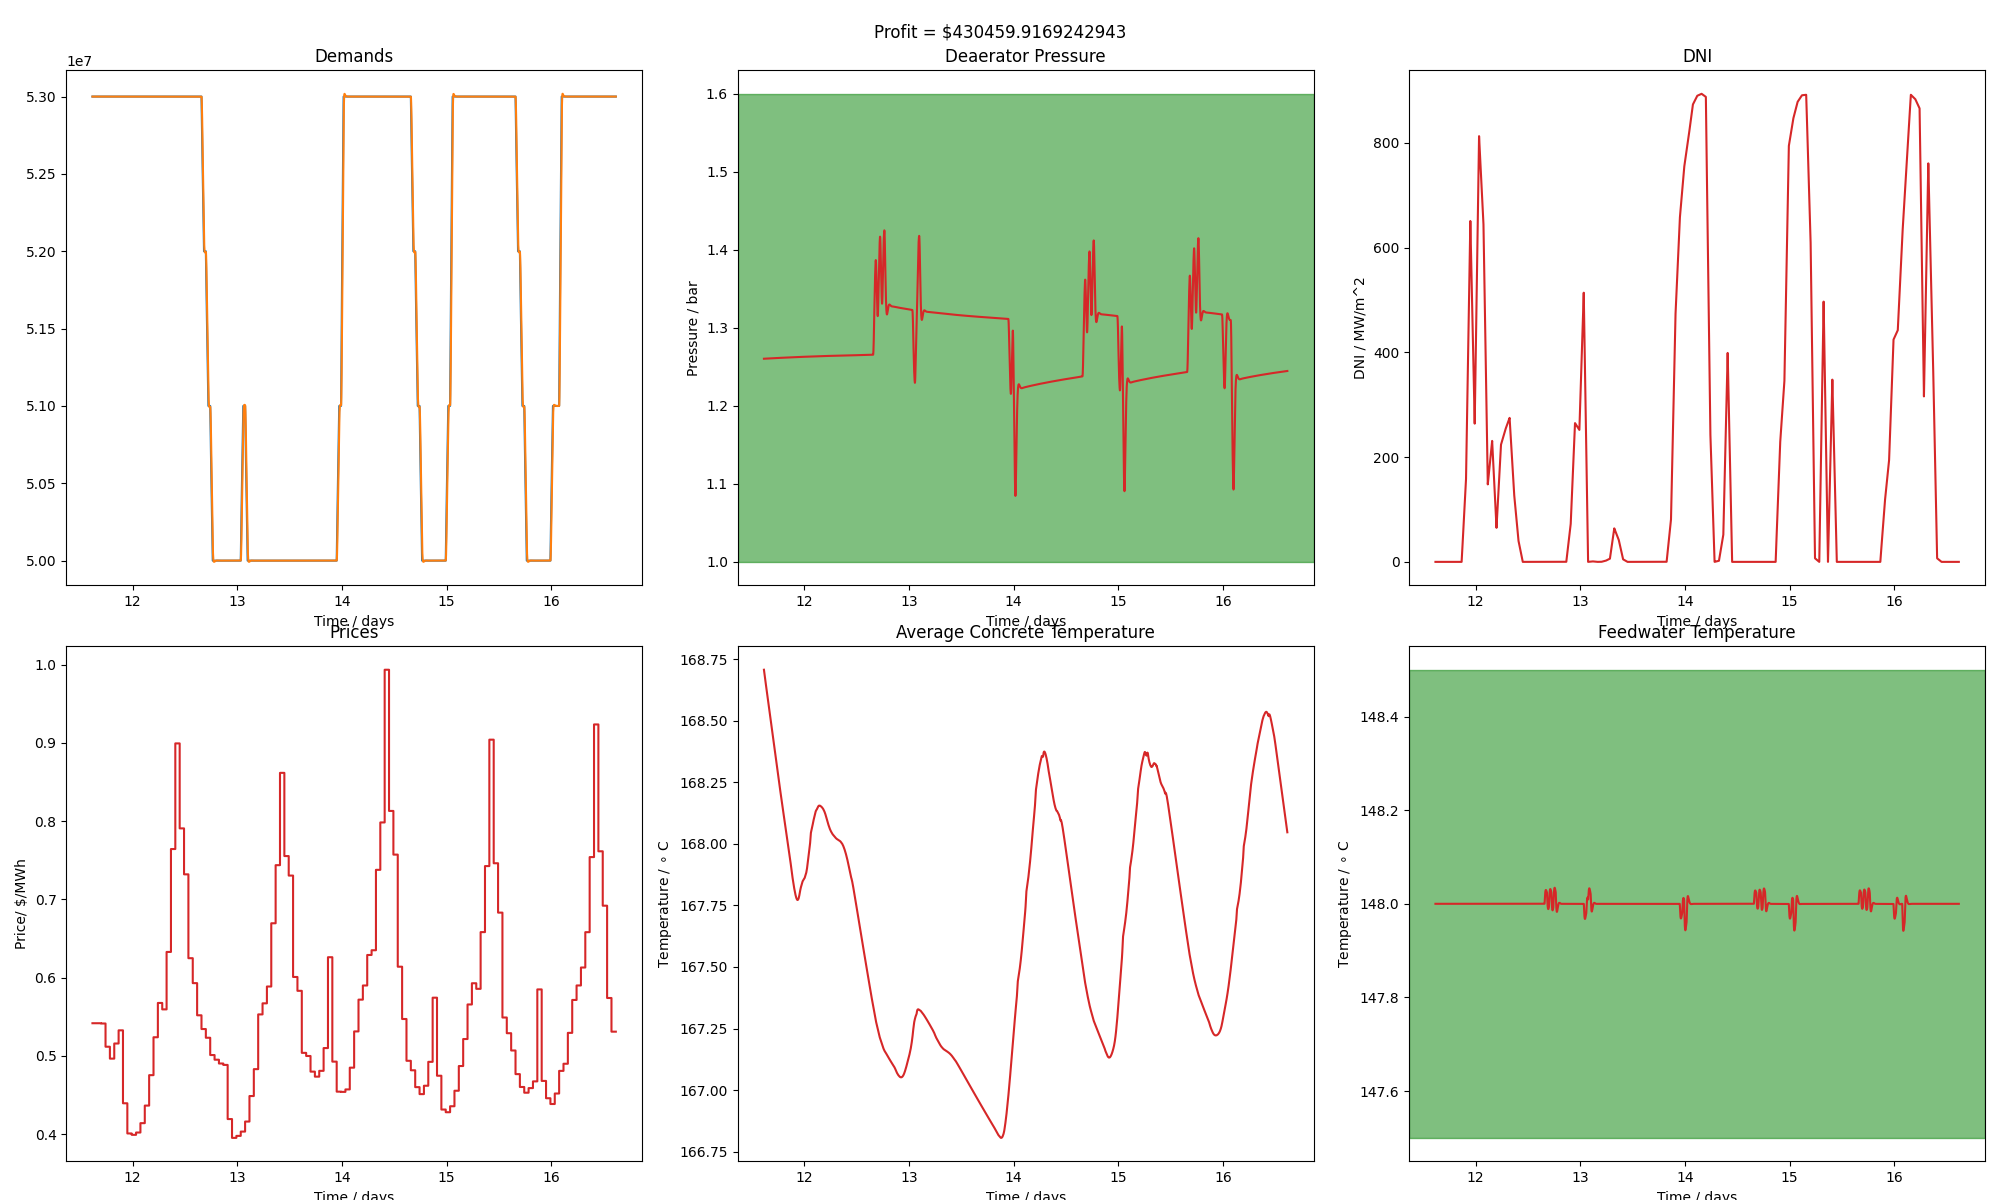 Profit = $430459.9169242943
Demands
1e7
5.30
5.25
5.20
5.15
5.10
5.05
5.00
12 13 14 15 16
Time / days
Deaerator Pressure
Pressure / bar
1.6
1.5
1.4
1.3
1.2
1.1
1.0
12 13 14 15 16
Time / days
DNI
DNI / MW/m^2
800
600
400
200
0
12 13 14 15 16
Time / days
Prices
Price/ $/MWh
1.0
0.9
0.8
0.7
0.6
0.5
0.4
12 13 14 15 16
Time / days
Average Concrete Temperature
Temperature / ∘ C
168.75
168.50
168.25
168.00
167.75
167.50
167.25
167.00
166.75
12 13 14 15 16
Time / days
Feedwater Temperature
Temperature / ∘ C
148.4
148.2
148.0
147.8
147.6
12 13 14 15 16
Time / days